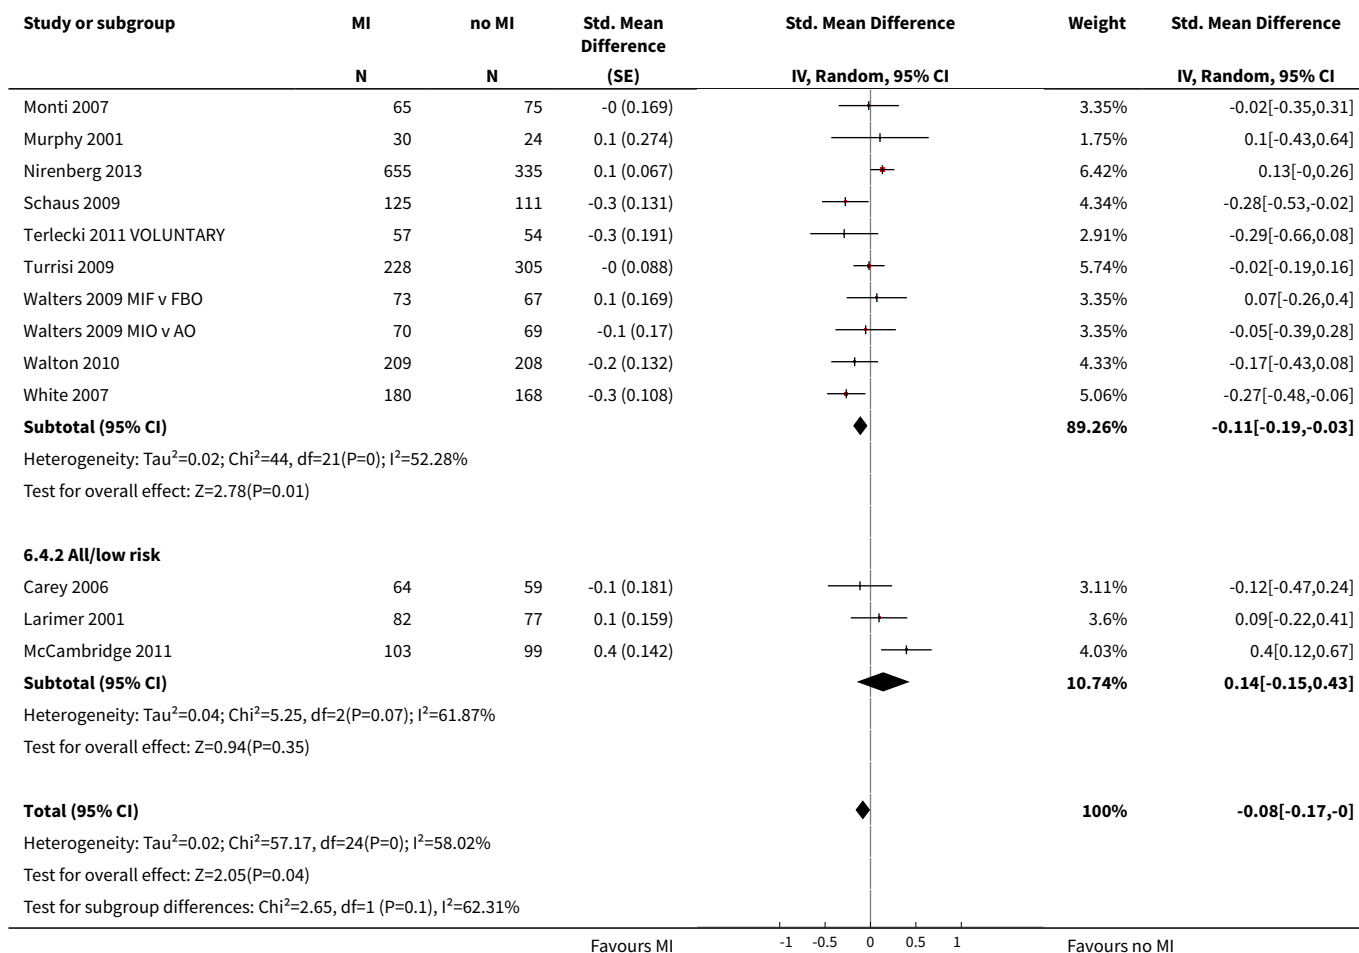 Study or subgroup MI no MI Std. Mean Difference Std. Mean Difference Weight Std. Mean Difference
N N (SE) IV, Random, 95% CI IV, Random, 95% CI
Monti 2007 65 75 -0 (0.169) 3.35% -0.02[-0.35,0.31]
Murphy 2001 30 24 0.1 (0.274) 1.75% 0.1[-0.43,0.64]
Nirenberg 2013 655 335 0.1 (0.067) 6.42% 0.13[-0,0.26]
Schaus 2009 125 111 -0.3 (0.131) 4.34% -0.28[-0.53,-0.02]
Terlecki 2011 VOLUNTARY 57 54 -0.3 (0.191) 2.91% -0.29[-0.66,0.08]
Turrisi 2009 228 305 -0 (0.088) 5.74% -0.02[-0.19,0.16]
Walters 2009 MIF v FBO 73 67 0.1 (0.169) 3.35% 0.07[-0.26,0.4]
Walters 2009 MIO v AO 70 69 -0.1 (0.17) 3.35% -0.05[-0.39,0.28]
Walton 2010 209 208 -0.2 (0.132) 4.33% -0.17[-0.43,0.08]
White 2007 180 168 -0.3 (0.108) 5.06% -0.27[-0.48,-0.06]
Subtotal (95% CI) 89.26% -0.11[-0.19,-0.03]
Heterogeneity: Tau²=0.02; Chi²=44, df=21(P=0); I²=52.28%
Test for overall effect: Z=2.78(P=0.01)
6.4.2 All/low risk
Carey 2006 64 59 -0.1 (0.181) 3.11% -0.12[-0.47,0.24]
Larimer 2001 82 77 0.1 (0.159) 3.6% 0.09[-0.22,0.41]
McCambridge 2011 103 99 0.4 (0.142) 4.03% 0.4[0.12,0.67]
Subtotal (95% CI) 10.74% 0.14[-0.15,0.43]
Heterogeneity: Tau²=0.04; Chi²=5.25, df=2(P=0.07); I²=61.87%
Test for overall effect: Z=0.94(P=0.35)
Total (95% CI) 100% -0.08[-0.17,-0]
Heterogeneity: Tau²=0.02; Chi²=57.17, df=24(P=0); I²=58.02%
Test for overall effect: Z=2.05(P=0.04)
Test for subgroup differences: Chi²=2.65, df=1 (P=0.1), I²=62.31%
Favours MI -1 -0.5 0 0.5 1 Favours no MI